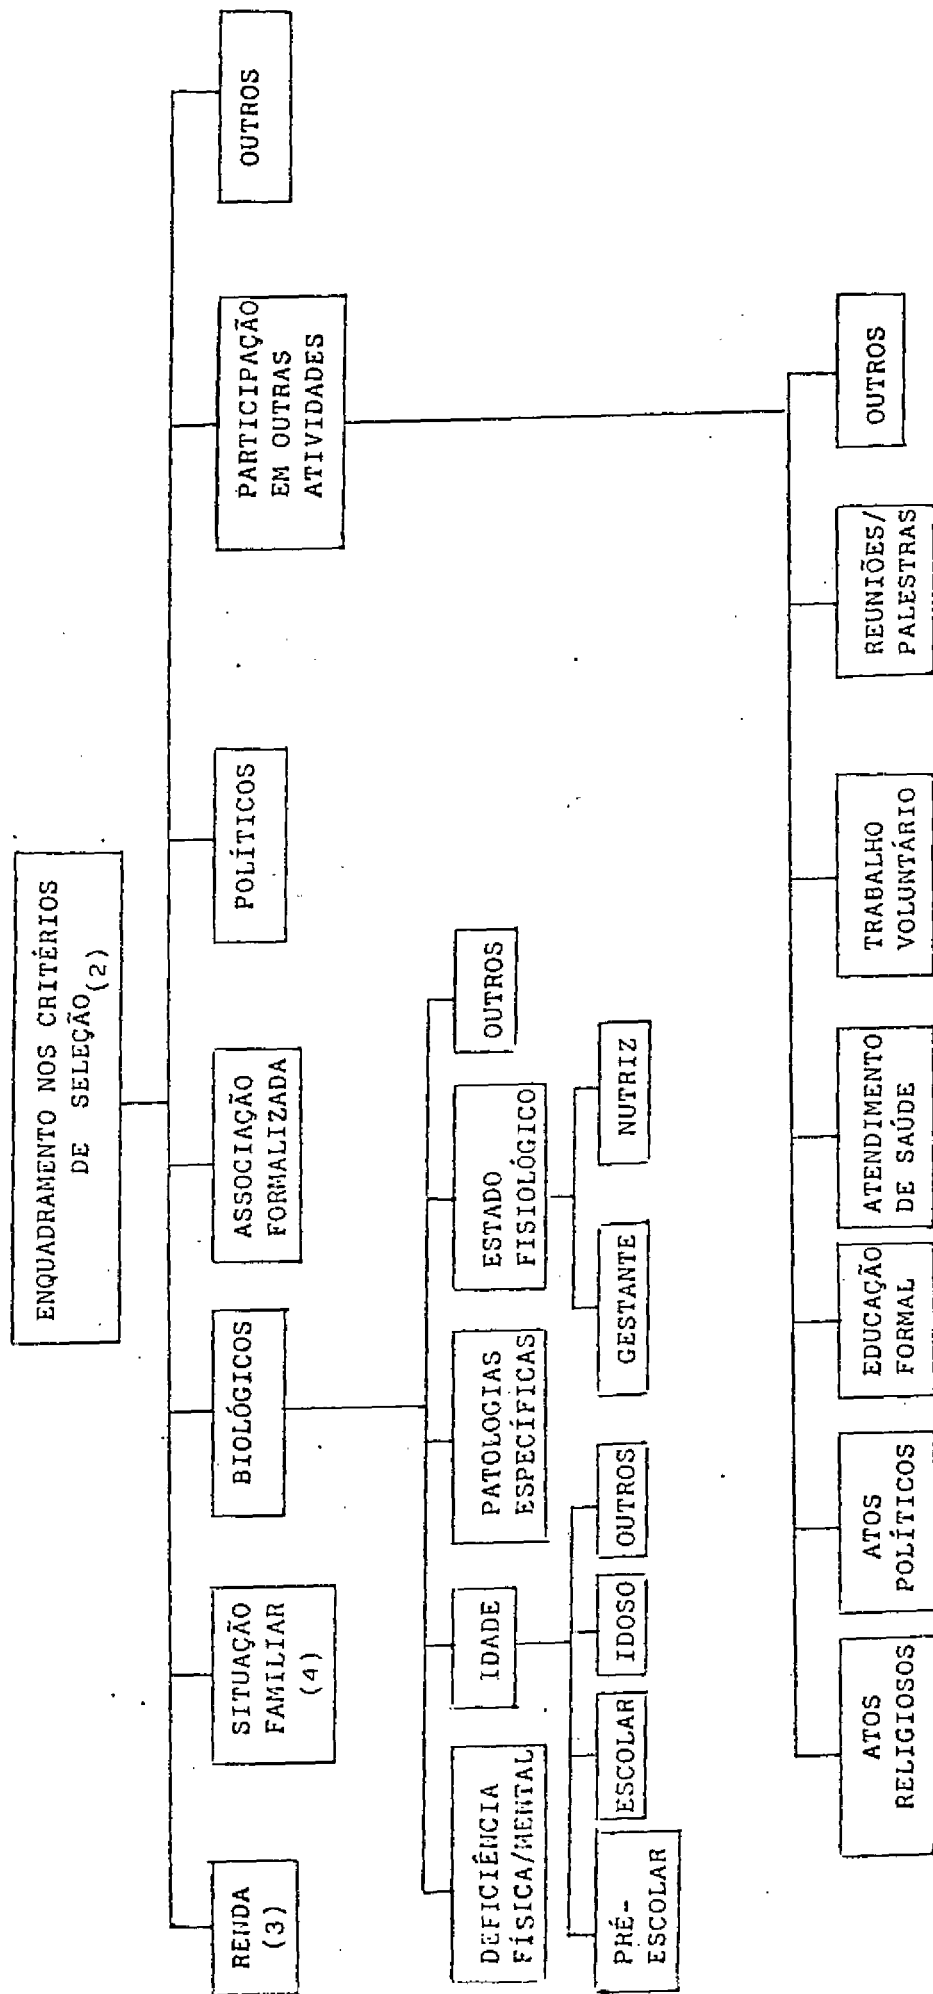 ENQUADRAMENTO NOS CRITÉRIOS
DE SELEÇÃO(2)
RENDA
(3)
SITUAÇÃO
FAMILIAR
(4)
BIOLÓGICOS
ASSOCIAÇÃO
FORMALIZADA
POLÍTICOS
PARTICIPAÇÃO
EM OUTRAS
ATIVIDADES
OUTROS
DEFICIÊNCIA
FÍSICA/MENTAL
IDADE
PATOLOGIAS
ESPECÍFICAS
ESTADO
FISIOLÓGICO
OUTROS
PRÉ-
ESCOLAR
ESCOLAR
IDOSO
OUTROS
GESTANTE
NUTRIZ
ATOS
RELIGIOSOS
ATOS
POLÍTICOS
EDUCAÇÃO
FORMAL
ATENDIMENTO
DE SAÚDE
TRABALHO
VOLUNTÁRIO
REUNIÕES/
PALESTRAS
OUTROS